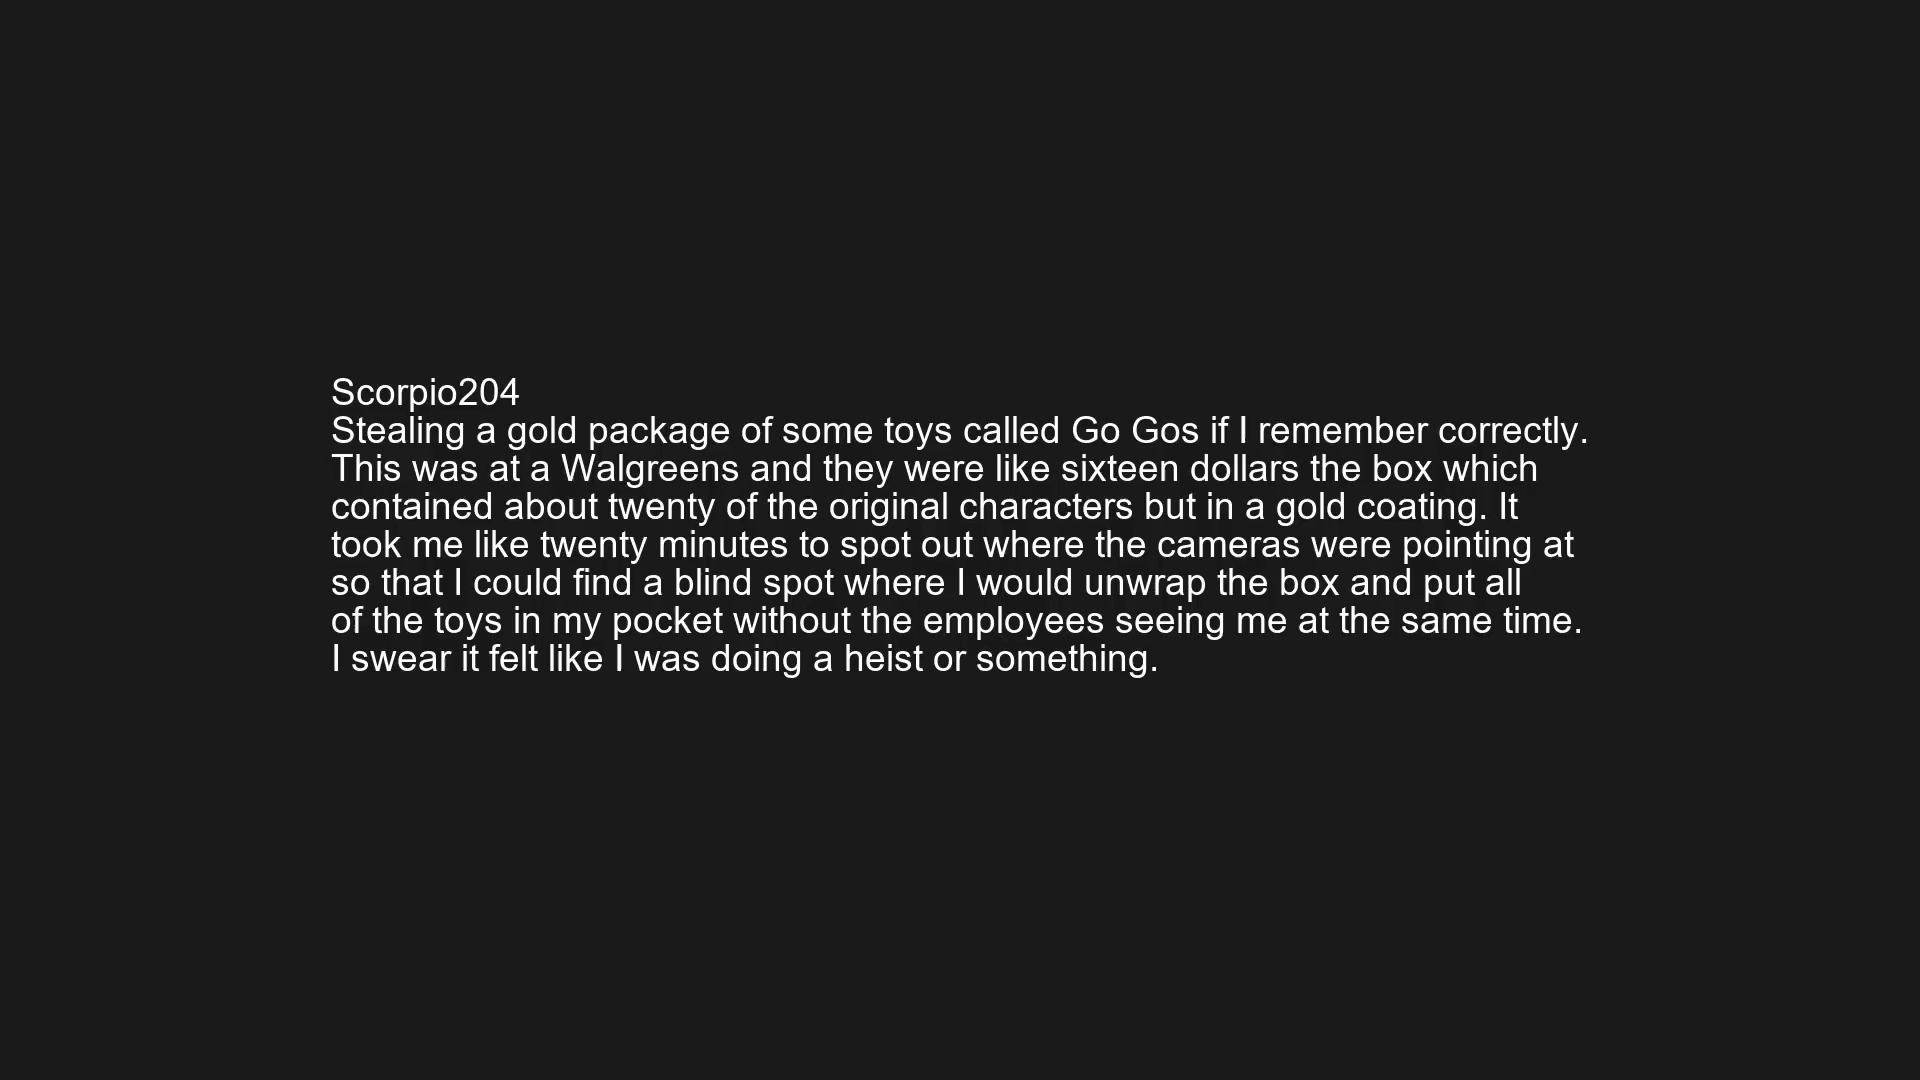 Scorpio204
Stealing a gold package of some toys called Go Gos if I remember correctly.
This was at a Walgreens and they were like sixteen dollars the box which
contained about twenty of the original characters but in a gold coating. It
took me like twenty minutes to spot out where the cameras were pointing at
so that I could find a blind spot where I would unwrap the box and put all
of the toys in my pocket without the employees seeing me at the same time.
I swear it felt like I was doing a heist or something.